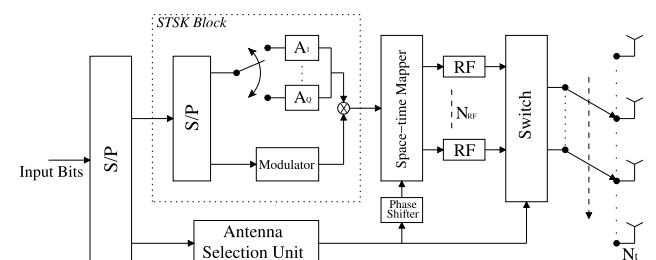 STSK Block
Input Bits
S/P
S/P
A1
AQ
Modulator
Space-time Mapper
Phase
Shifter
RF
NRF
RF
Switch
Antenna
Selection Unit
Nt